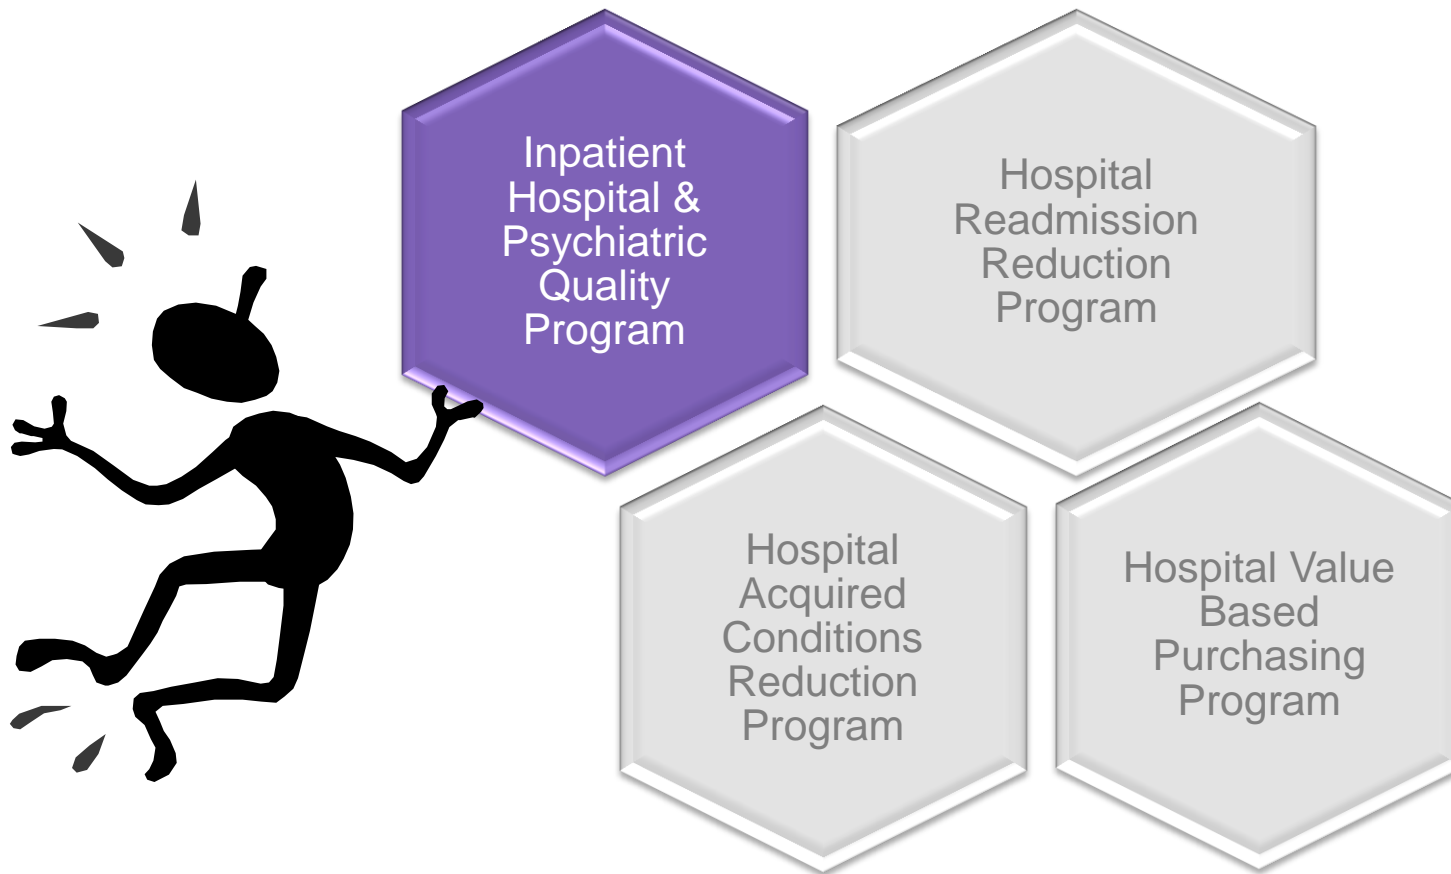 Inpatient
Hospital &
Psychiatric
Quality
Program
Hospital
Readmission
Reduction
Program
Hospital
Acquired
Conditions
Reduction
Program
Hospital Value
Based
Purchasing
Program